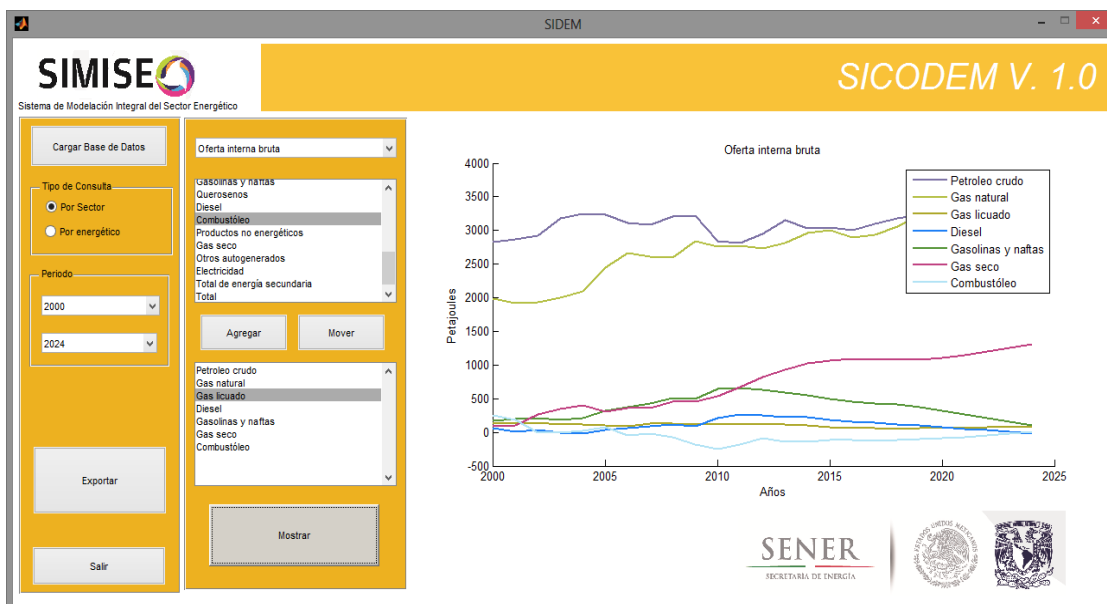 SIDEM
SIMISE
Sistema de Modelación Integral del Sector Energético
SICODEM V. 1.0
Cargar Base de Datos
Tipo de Consulta
Por Sector
Por energético
Periodo
2000
2024
Exportar
Salir
Oferta interna bruta
Gasolinas y naftas
Querosenos
Diesel
Combustóleo
Productos no energéticos
Gas seco
Otros autogenerados
Electricidad
Total de energía secundaria
Total
Agregar
Mover
Petroleo crudo
Gas natural
Gas licuado
Diesel
Gasolinas y naftas
Gas seco
Combustóleo
Mostrar
Oferta interna bruta
4000
3500
3000
2500
2000
1500
1000
500
0
-500
Petajoules
2000
2005
2010
2015
2020
2025
Años
Petroleo crudo
Gas natural
Gas licuado
Diesel
Gasolinas y naftas
Gas seco
Combustóleo
SENER
SECRETARÍA DE ENERGÍA
ESTADOS UNIDOS MEXICANOS